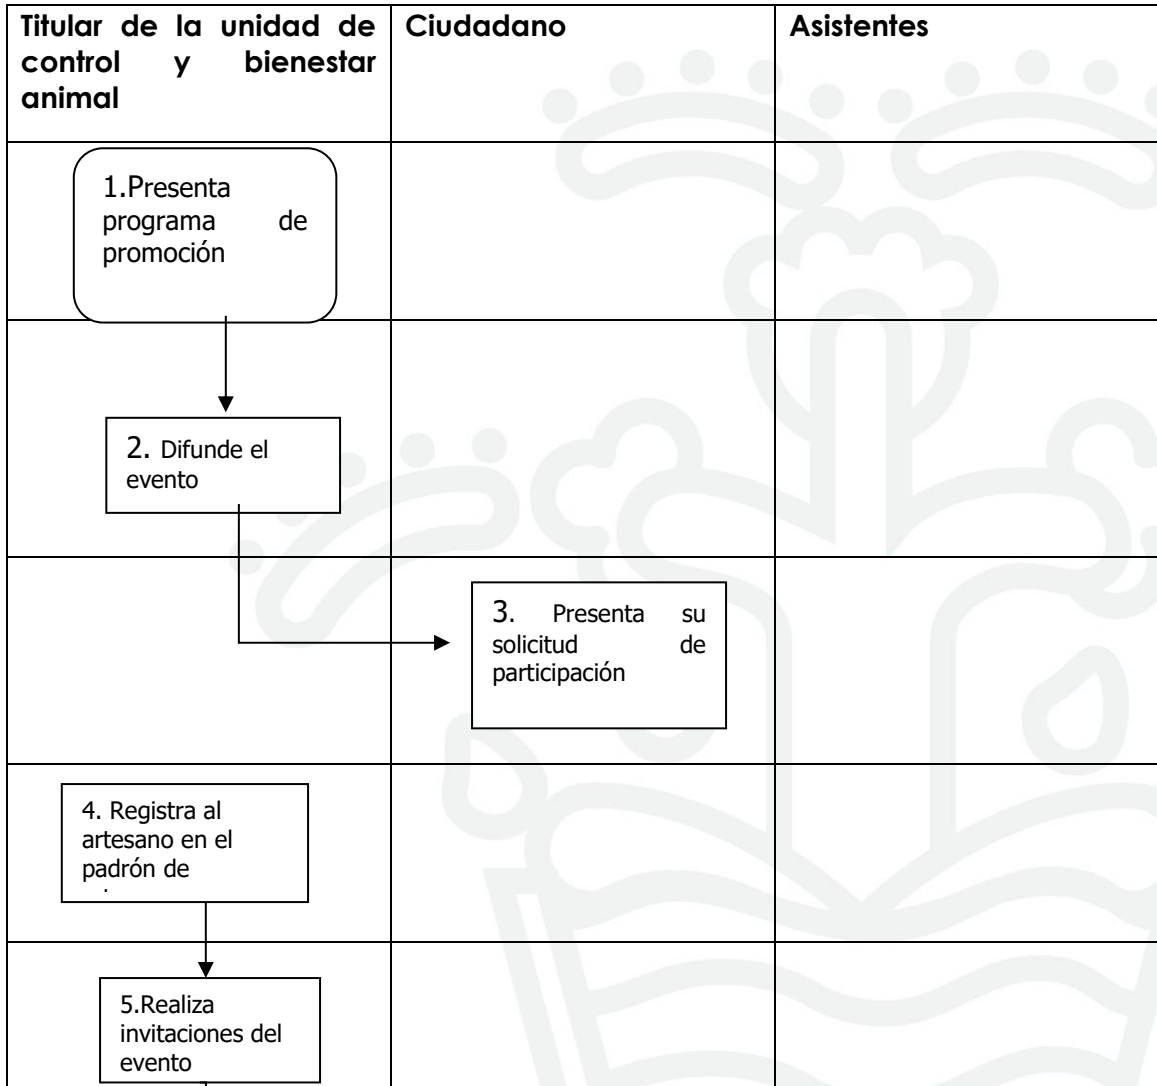 Titular de la unidad de
control y bienestar
animal
Ciudadano
Asistentes
1.Presenta
programa de
promoción
2. Difunde el
evento
3. Presenta su
solicitud de
participación
4. Registra al
artesano en el
padrón de
5.Realiza
invitaciones del
evento